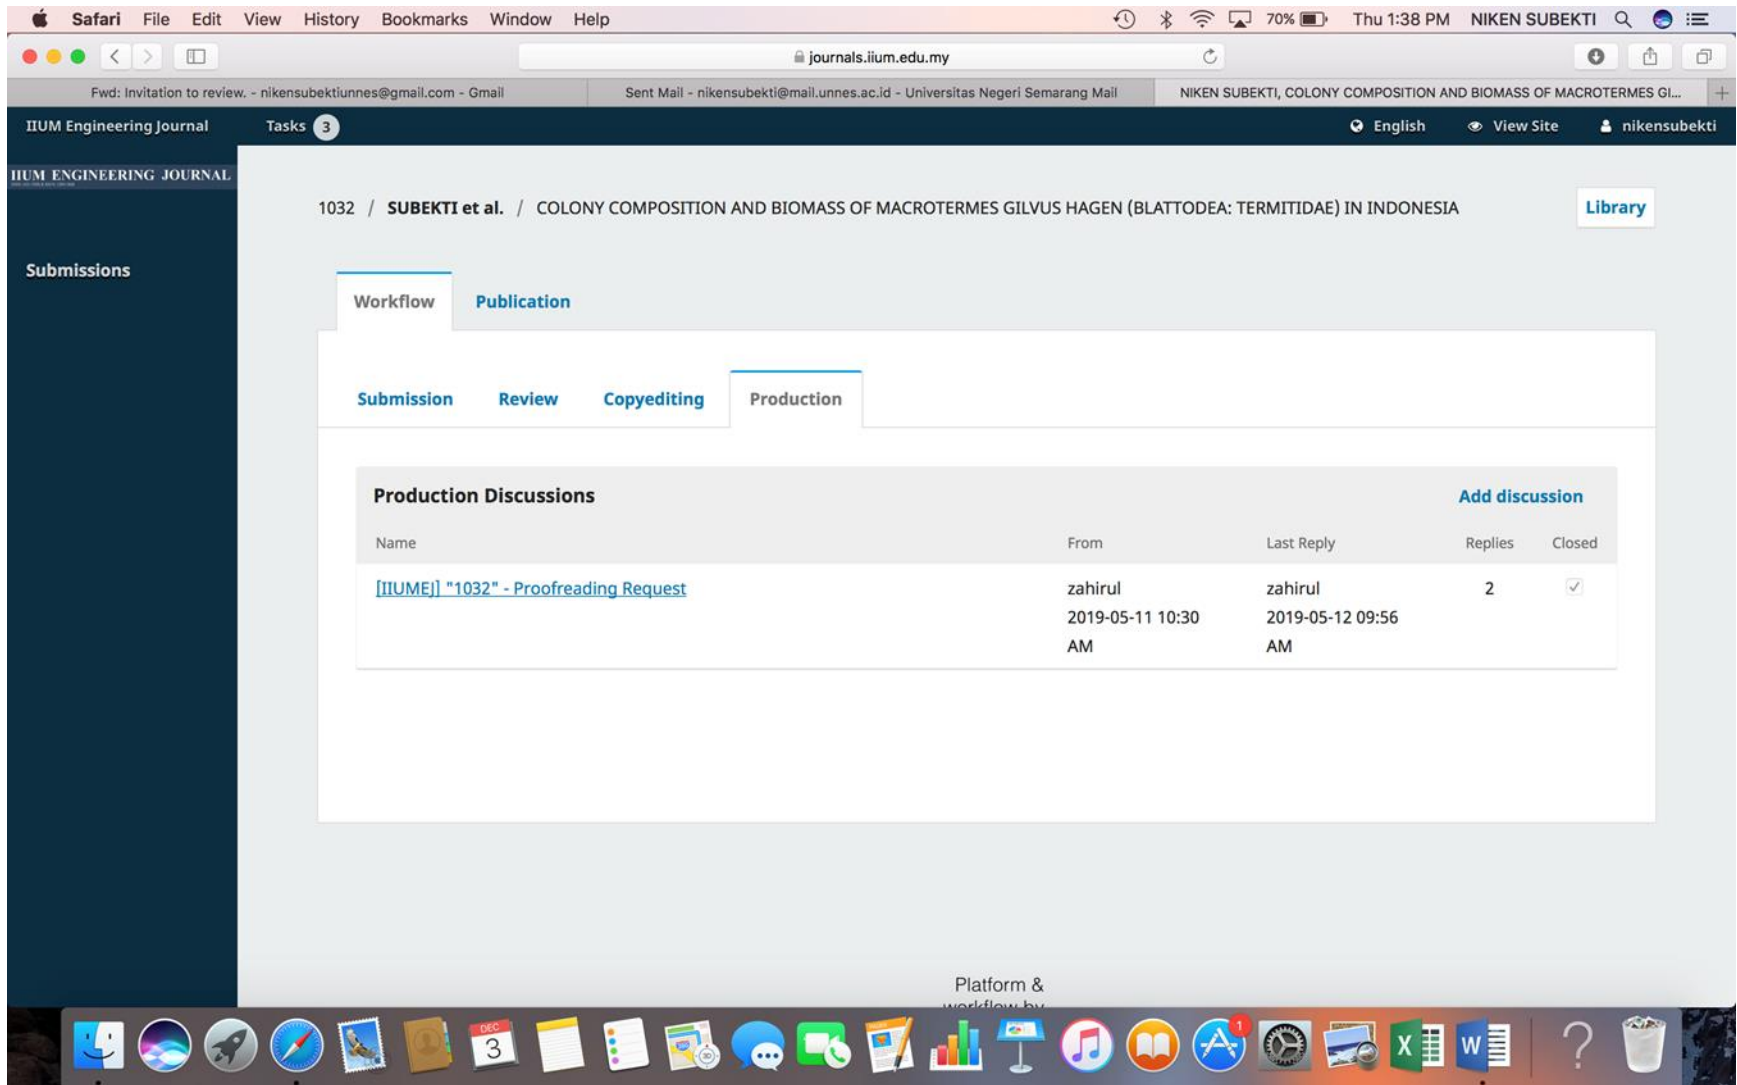 Safari File Edit View History Bookmarks Window Help 70% Thu 1:38 PM NIKEN SUBEKTI
journals.iium.edu.my
Fwd: Invitation to review. - nikensubektiunnes@gmail.com - Gmail Sent Mail - nikensubekti@mail.unnes.ac.id - Universitas Negeri Semarang Mail NIKEN SUBEKTI, COLONY COMPOSITION AND BIOMASS OF MACROTERMES GI...
IIUM Engineering Journal Tasks 3 English View Site nikensubekti
IIUM ENGINEERING JOURNAL
1032 / SUBEKTI et al. / COLONY COMPOSITION AND BIOMASS OF MACROTERMES GILVUS HAGEN (BLATTODEA: TERMITIDAE) IN INDONESIA Library
Submissions
Workflow Publication
Submission Review Copyediting Production
Production Discussions Add discussion
Name From Last Reply Replies Closed
[IIUMEJ] "1032" - Proofreading Request zahirul zahirul 2
2019-05-11 10:30 2019-05-12 09:56
AM AM
Platform &
workflow by
DEC
3
1